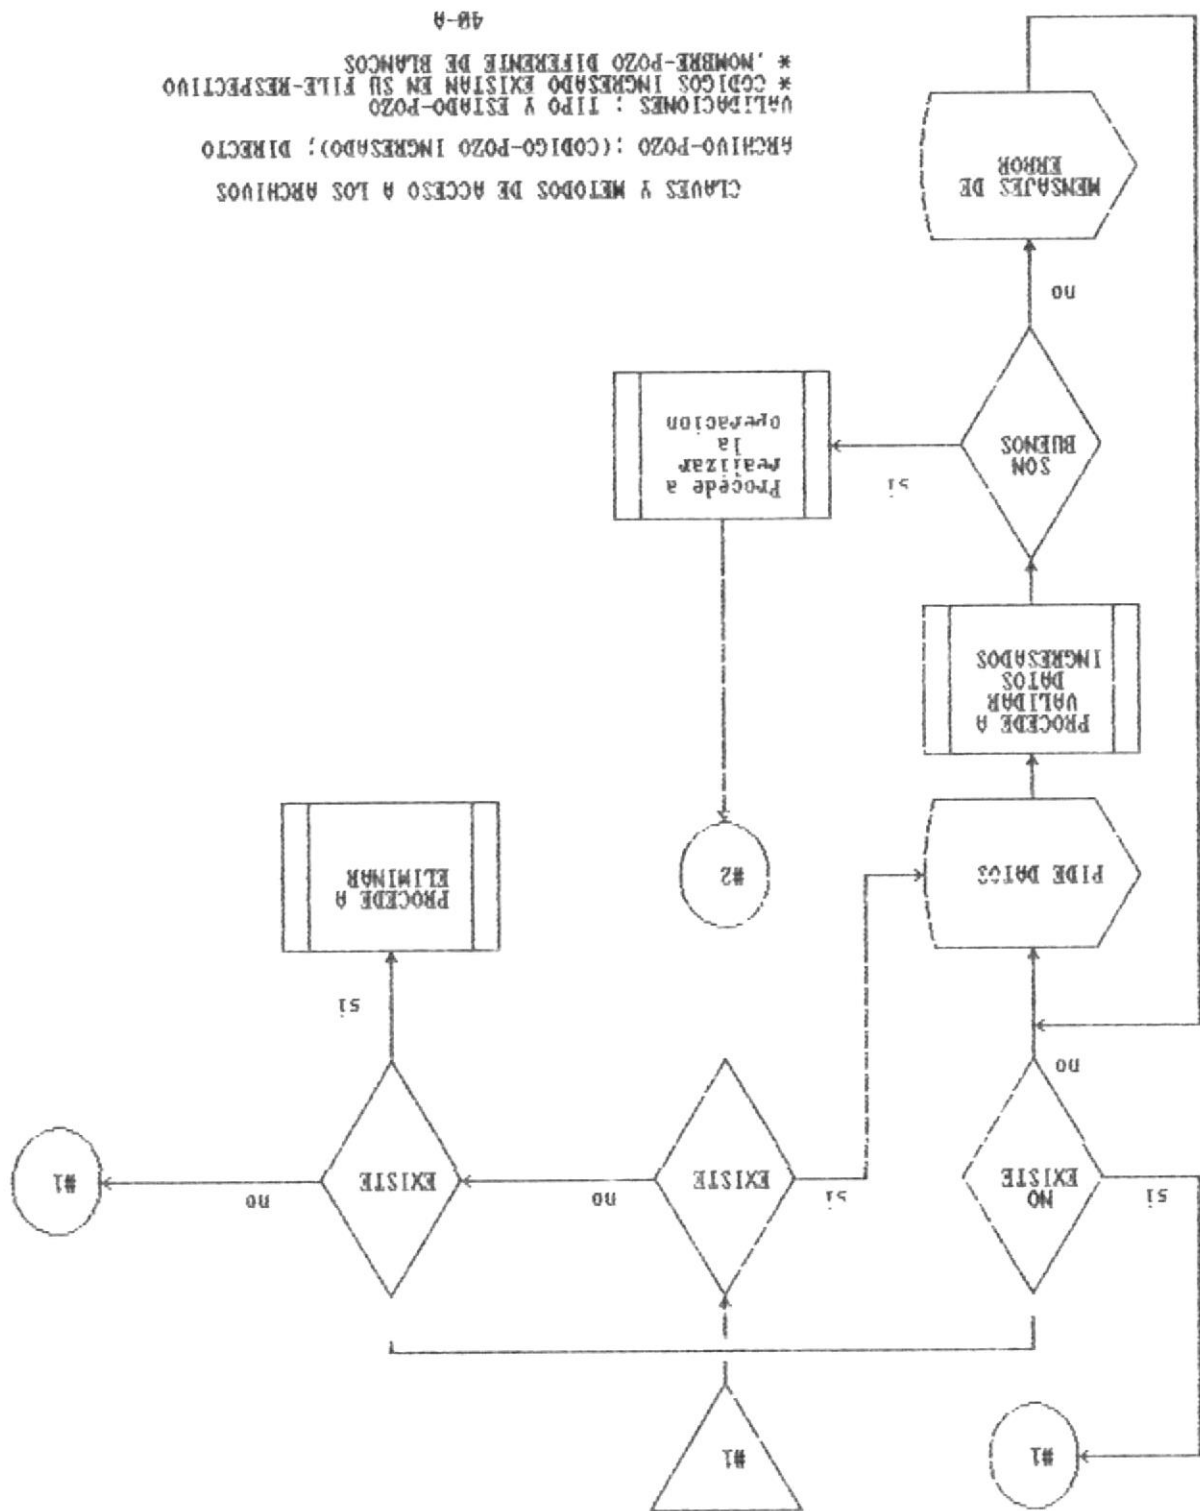 #1
#1
NO
EXISTE
EXISTE
EXISTE
#1
si
si
no
no
no
si
PIDE DATOS
#2
PROCEDE A
ELIMINAR
PROCEDE A
VALIDAR
DATOS
INGRESADOS
SON
BUENOS
si
Procede a
realizar
la
operacion
no
MENSAJES DE
ERROR
CLAVES Y METODOS DE ACCESO A LOS ARCHIVOS
ARCHIVO-POZO :(CODIGO-POZO INGRESADO); DIRECTO
VALIDACIONES : TIPO Y ESTADO-POZO
* CODIGOS INGRESADO EXISTAN EN SU FILE-RESPECTIVO
* .NOMBRE-POZO DIFERENTE DE BLANCOS
40-A